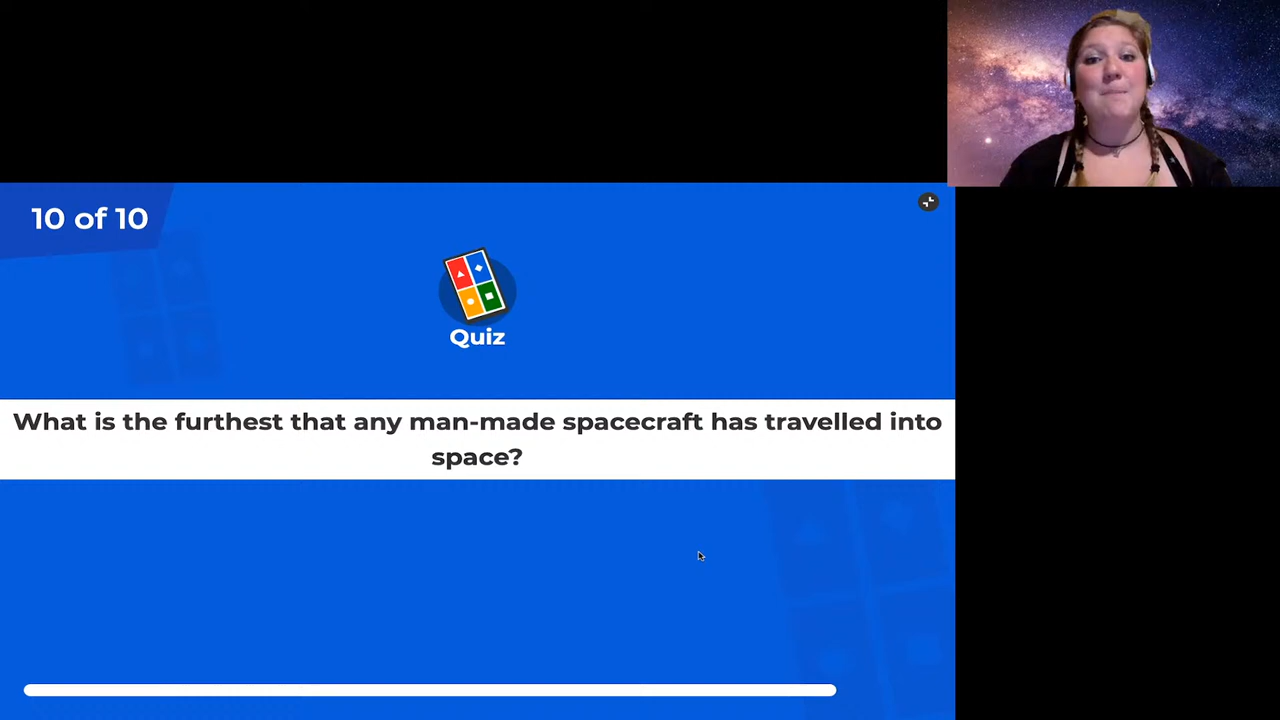 10 of 10
Quiz
What is the furthest that any man-made spacecraft has travelled into
space?